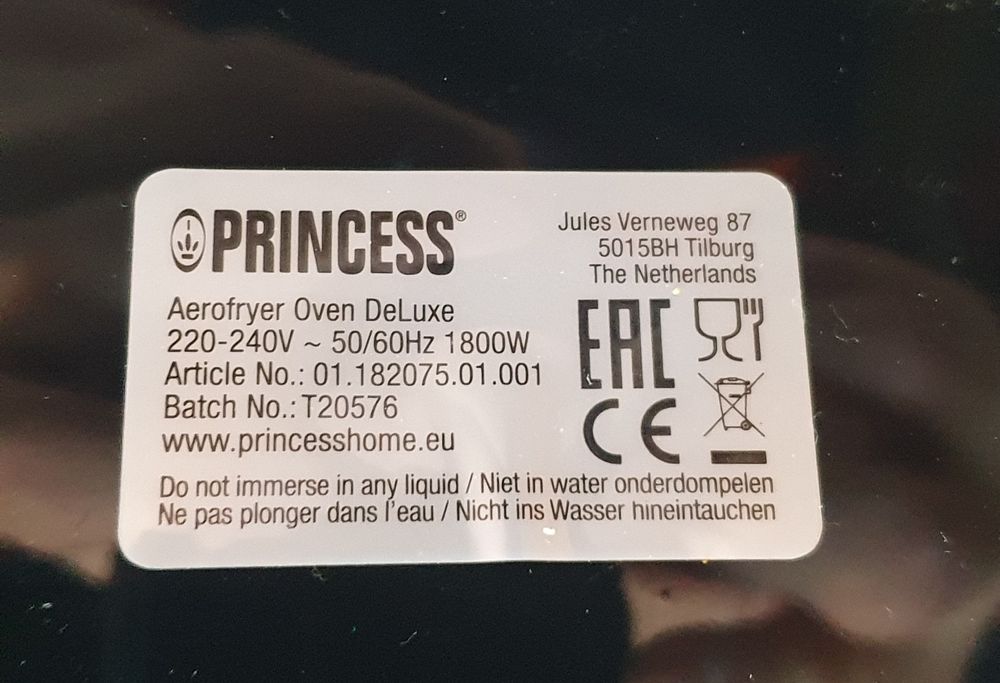 PRINCESS®
Jules Verneweg 87
5015BH Tilburg
The Netherlands
Aerofryer Oven DeLuxe
220-240V ~ 50/60Hz 1800W
Article No.: 01.182075.01.001
Batch No.: T20576
www.princesshome.eu
EAC
CE
Do not immerse in any liquid / Niet in water onderdompelen
Ne pas plonger dans l'eau / Nicht ins Wasser hineintauchen